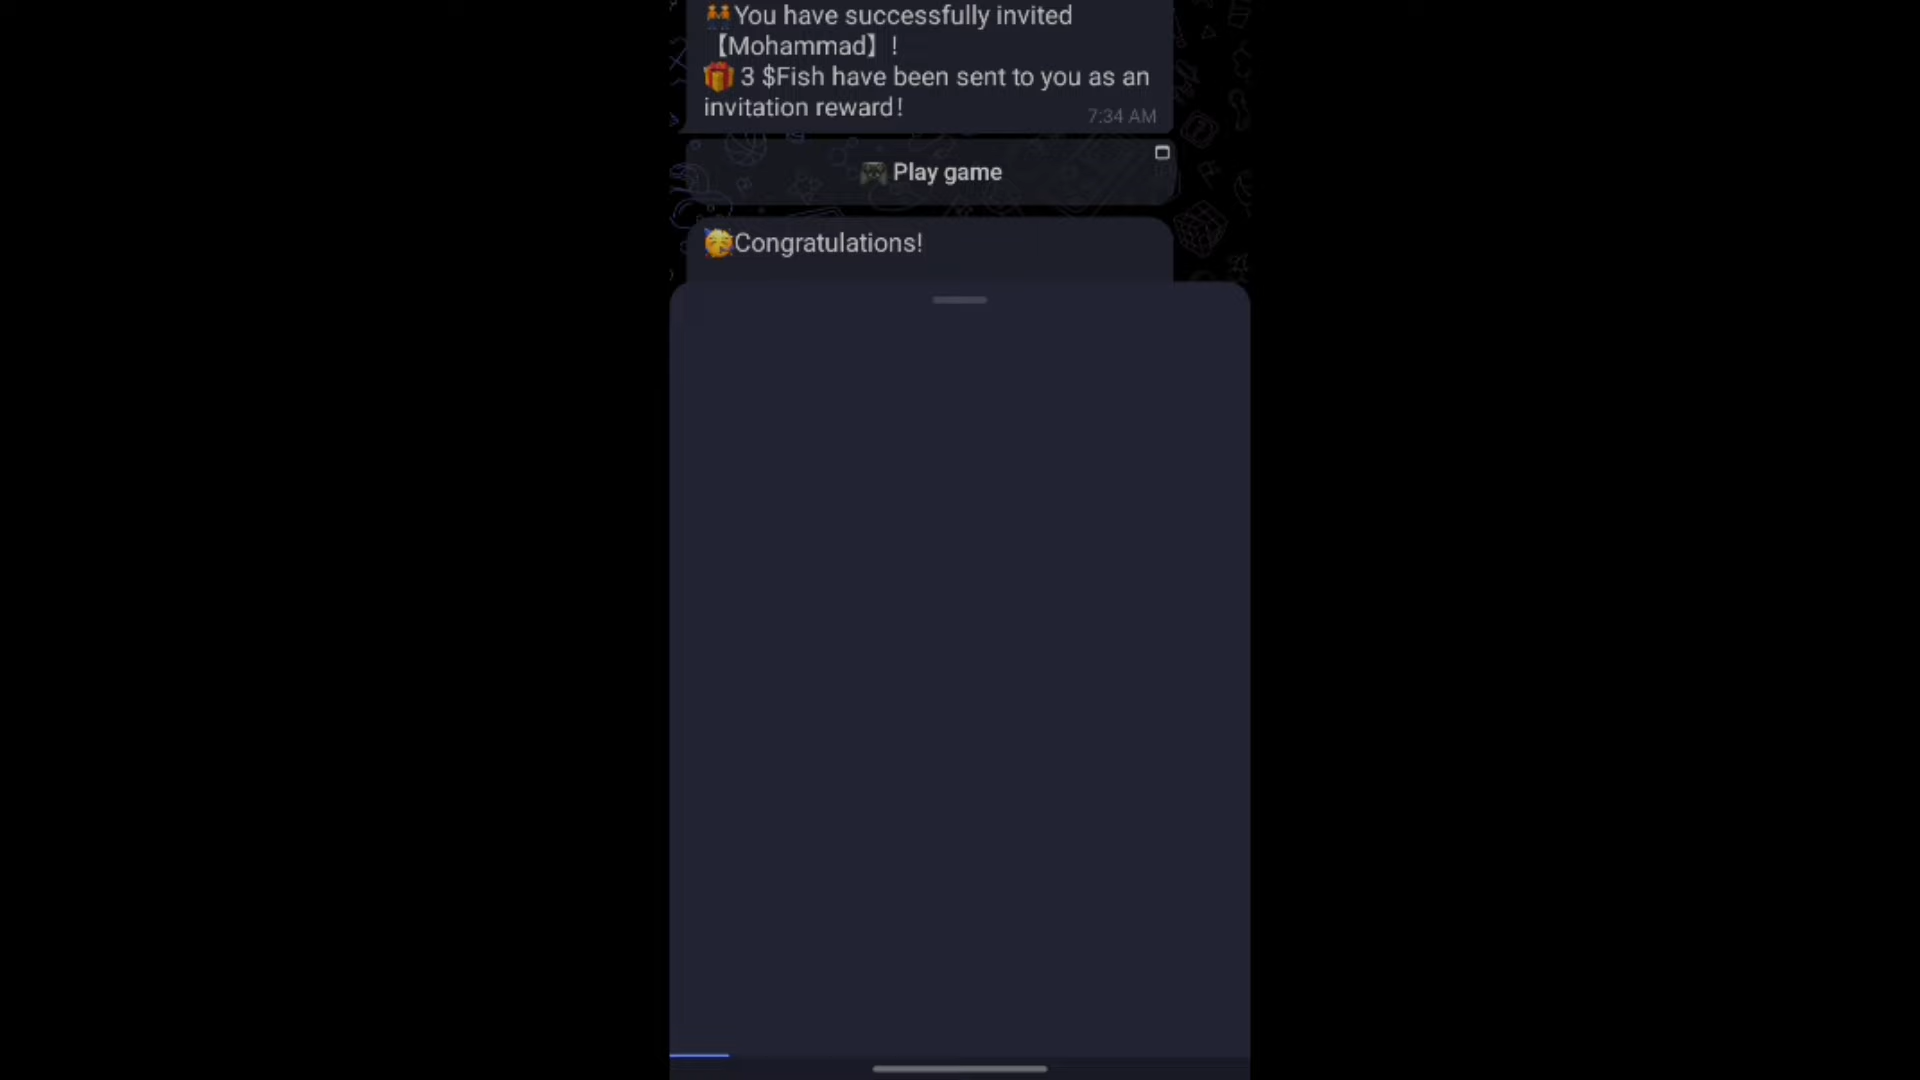 👬You have successfully invited
【Mohammad】!
🎁 3 $Fish have been sent to you as an
invitation reward!
7:34 AM
🎮 Play game
🥳Congratulations!